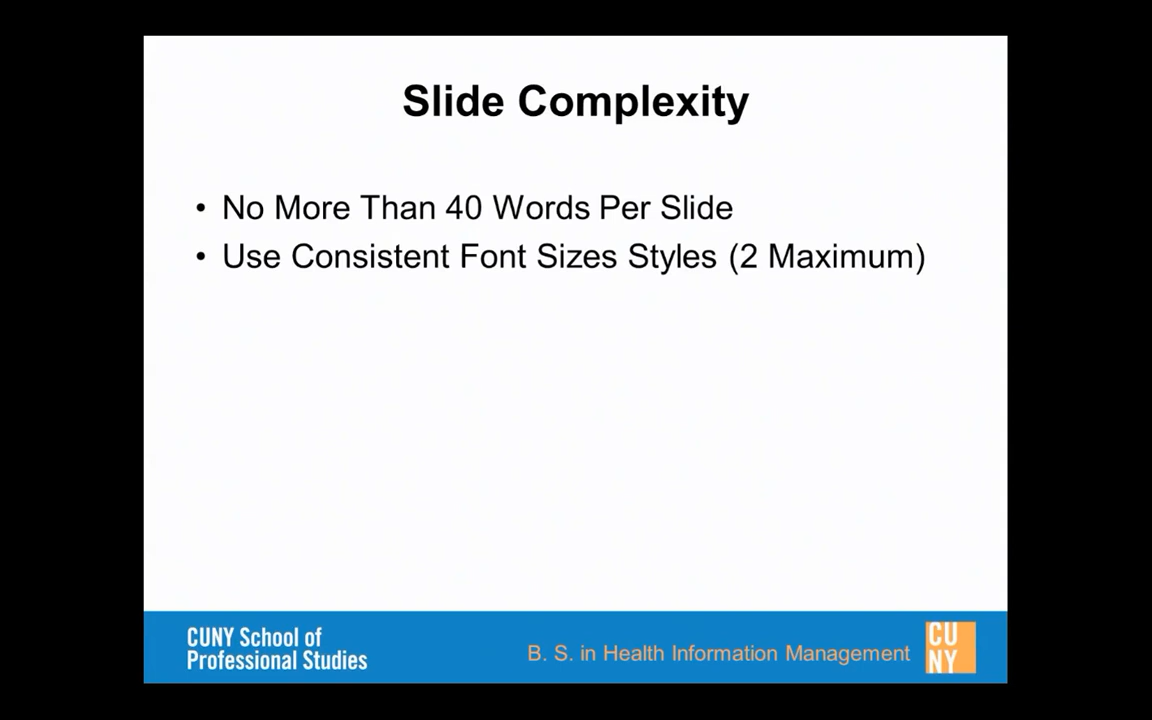 Slide Complexity
• No More Than 40 Words Per Slide
• Use Consistent Font Sizes Styles (2 Maximum)
CUNY School of
Professional Studies
B. S. in Health Information Management
CU
NY